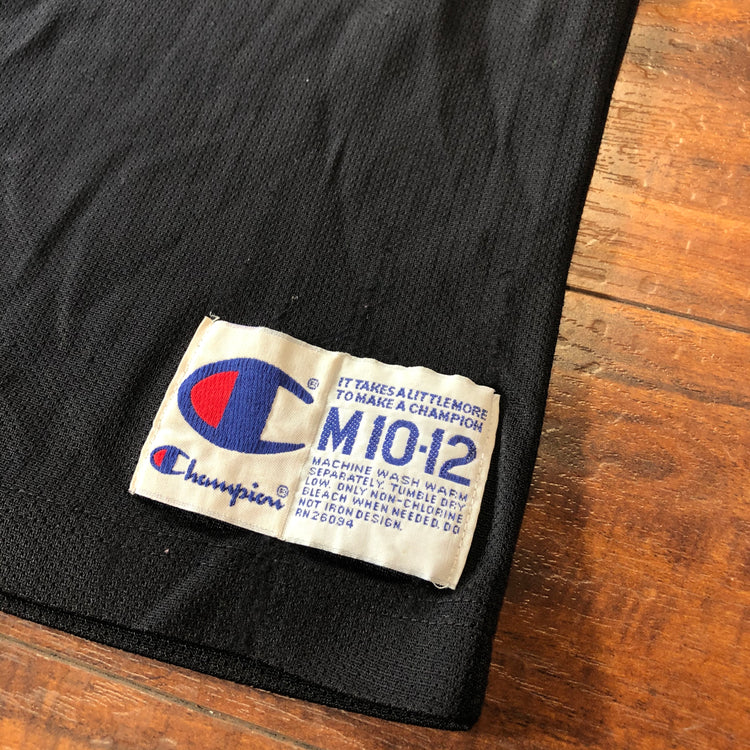 Champion
IT TAKES A LITTLE MORE
TO MAKE A CHAMPION
M 10-12
MACHINE WASH WARM
SEPARATELY. TUMBLE DRY
LOW. ONLY NON-CHLORINE
BLEACH WHEN NEEDED. DO
NOT IRON DESIGN.
RN26094